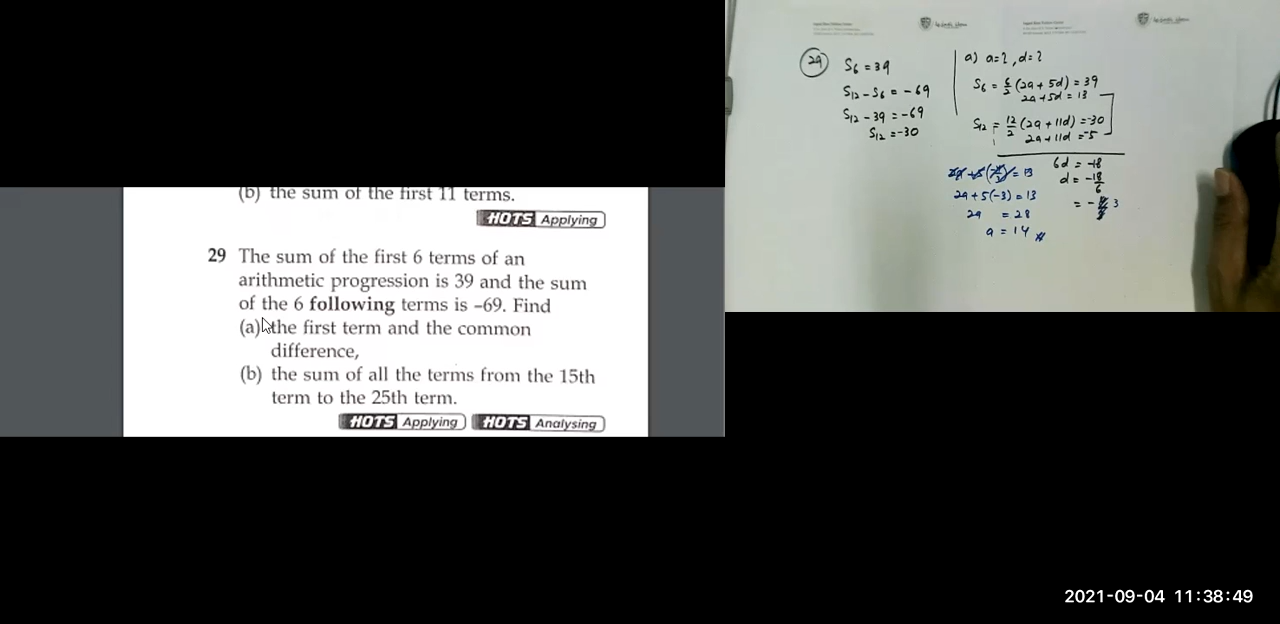 (b) the sum of the first 11 terms.
HOTS Applying
29 The sum of the first 6 terms of an
arithmetic progression is 39 and the sum
of the 6 following terms is –69. Find
(a) the first term and the common
difference,
(b) the sum of all the terms from the 15th
term to the 25th term.
HOTS Applying HOTS Analysing
29
S₆ = 39
S₁₂ - S₆ = -69
S₁₂ - 39 = -69
S₁₂ = -30
a) a=?, d=?
S₆ = 6/2 (2a + 5d) = 39
2a + 5d = 13
S₁₂ = 12/2 (2a + 11d) = -30
2a + 11d = -5
6d = -18
d = -18/6
= - 3
2a + 5(-3) = 13
2a = 28
a = 14
2021-09-04 11:38:49